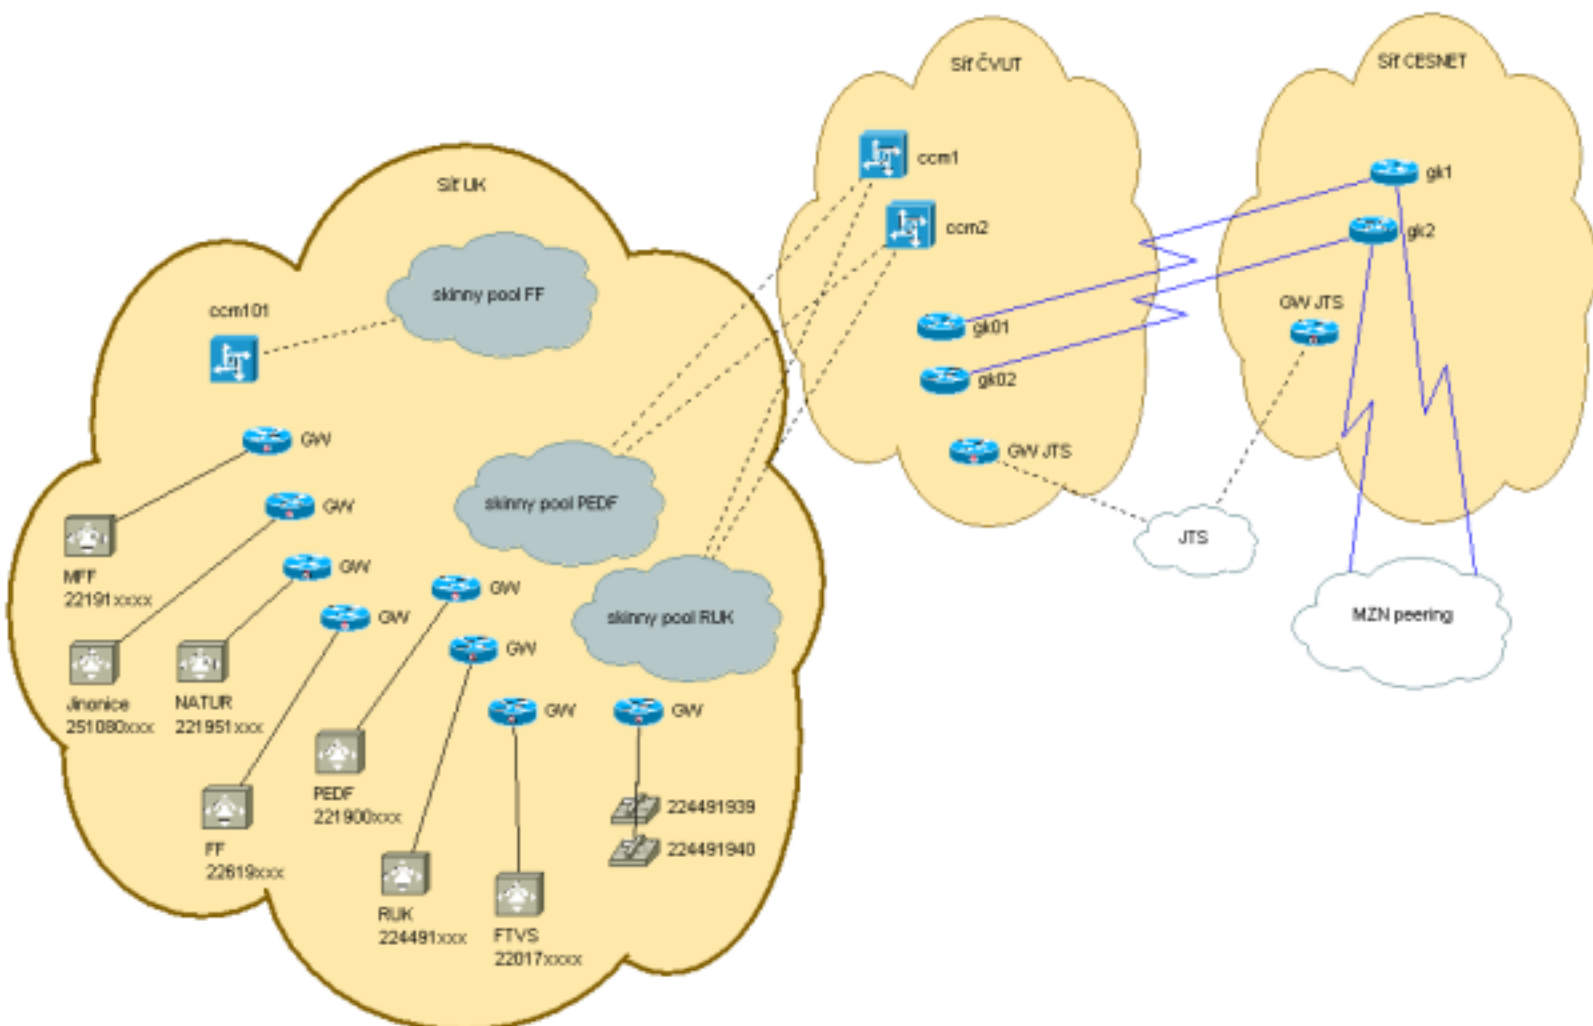 Síť UK
skinny pool FF
ccm101
GW
GW
GW
GW
GW
GW
GW
GW
MFF
22191xxxx
Jinonice
251080xxx
NATUR
221951xxx
skinny pool PEDF
skinny pool RUK
PEDF
221900xxx
FF
22619xxx
RUK
224491xxx
FTVS
22017xxxx
224491939
224491940
Síť ČVUT
ccm1
ccm2
gk01
gk02
GW JTS
JTS
Síť CESNET
gk1
gk2
GW JTS
MZN peering